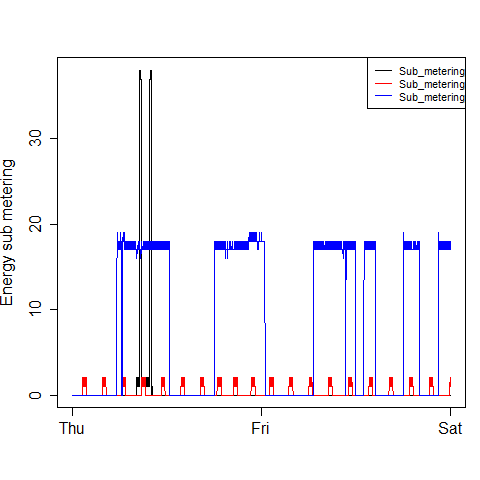 Sub_metering
Sub_metering
Sub_metering
Energy sub metering
30
20
10
0
Thu Fri Sat